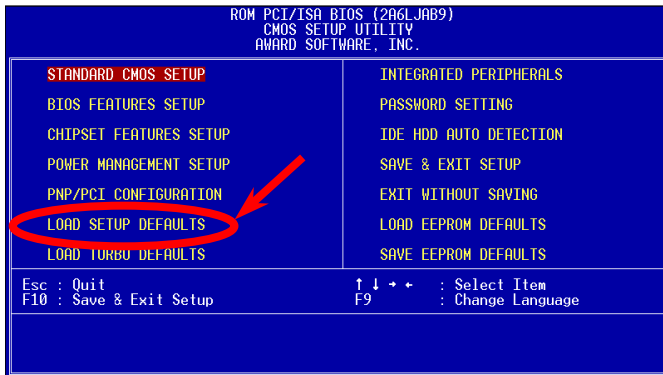 ROM PCI/ISA BIOS (2A6LJAB9)
CMOS SETUP UTILITY
AWARD SOFTWARE, INC.
STANDARD CMOS SETUP
BIOS FEATURES SETUP
CHIPSET FEATURES SETUP
POWER MANAGEMENT SETUP
PNP/PCI CONFIGURATION
LOAD SETUP DEFAULTS
LOAD TURBO DEFAULTS
INTEGRATED PERIPHERALS
PASSWORD SETTING
IDE HDD AUTO DETECTION
SAVE & EXIT SETUP
EXIT WITHOUT SAVING
LOAD EEPROM DEFAULTS
SAVE EEPROM DEFAULTS
Esc : Quit
F10 : Save & Exit Setup
↑ ↓ → ← : Select Item
F9 : Change Language